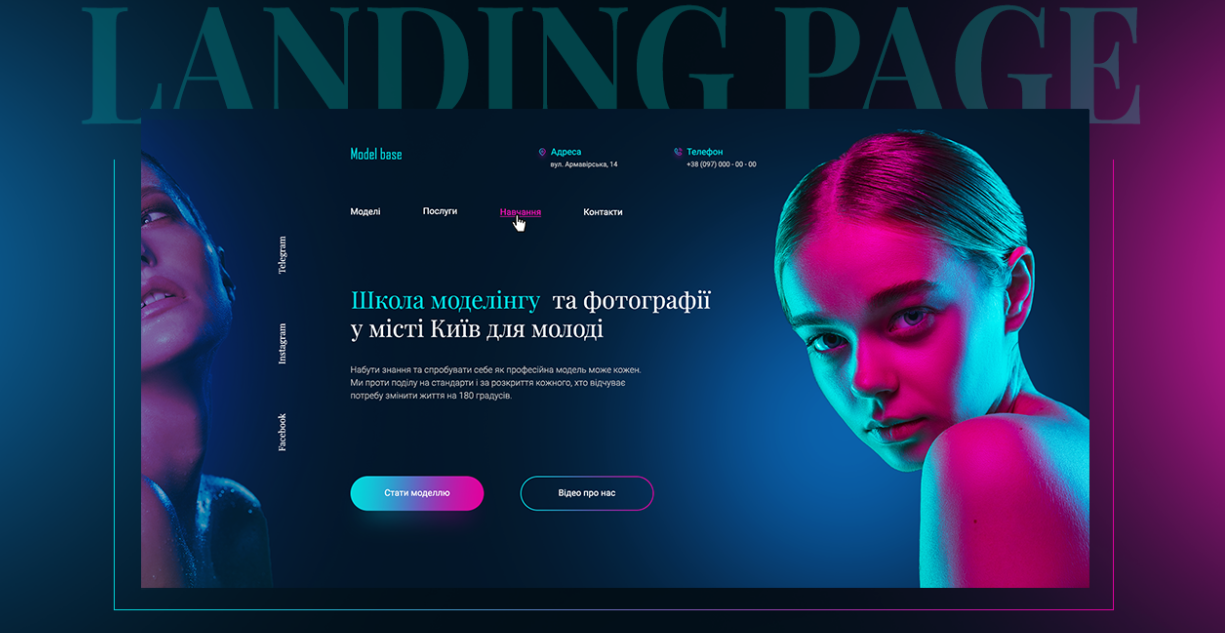 LANDING PAGE
Model base
Адреса
вул. Армавірська, 14
Телефон
+38 (097) 000 - 00 - 00
Моделі
Послуги
Навчання
Контакти
Telegram
Instagram
Facebook
Школа моделінгу та фотографії
у місті Київ для молоді
Набути знання та спробувати себе як професійна модель може кожен.
Ми проти поділу на стандарти і за розкриття кожного, хто відчуває
потребу змінити життя на 180 градусів.
Стати моделлю
Відео про нас